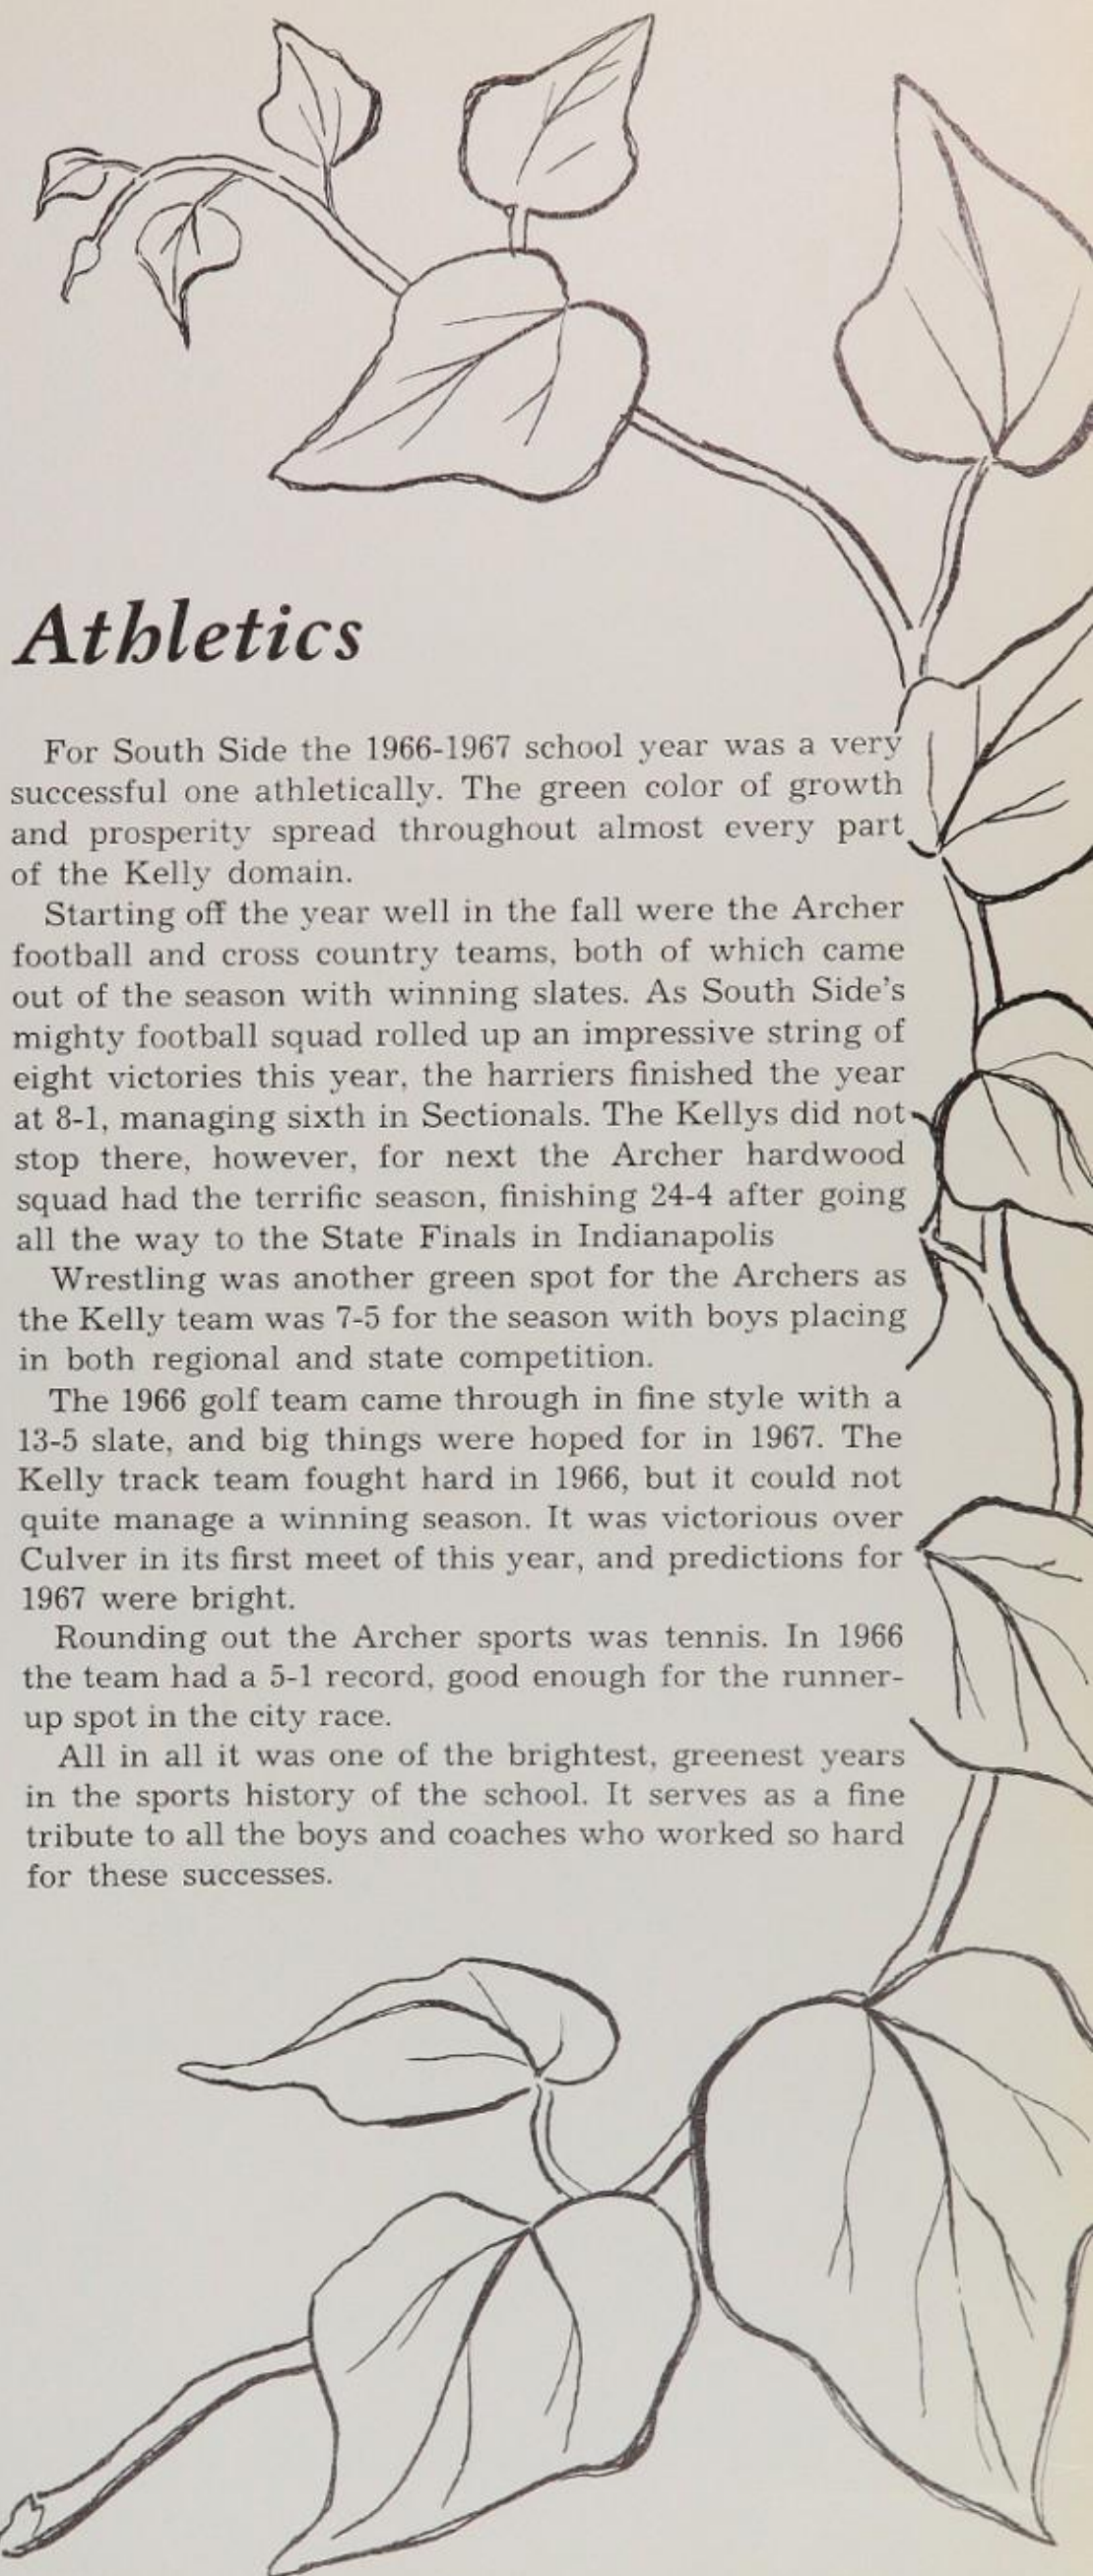 Athletics
For South Side the 1966-1967 school year was a very
successful one athletically. The green color of growth
and prosperity spread throughout almost every part
of the Kelly domain.
Starting off the year well in the fall were the Archer
football and cross country teams, both of which came
out of the season with winning slates. As South Side's
mighty football squad rolled up an impressive string of
eight victories this year, the harriers finished the year
at 8-1, managing sixth in Sectionals. The Kellys did not
stop there, however, for next the Archer hardwood
squad had the terrific season, finishing 24-4 after going
all the way to the State Finals in Indianapolis
Wrestling was another green spot for the Archers as
the Kelly team was 7-5 for the season with boys placing
in both regional and state competition.
The 1966 golf team came through in fine style with a
13-5 slate, and big things were hoped for in 1967. The
Kelly track team fought hard in 1966, but it could not
quite manage a winning season. It was victorious over
Culver in its first meet of this year, and predictions for
1967 were bright.
Rounding out the Archer sports was tennis. In 1966
the team had a 5-1 record, good enough for the runner-
up spot in the city race.
All in all it was one of the brightest, greenest years
in the sports history of the school. It serves as a fine
tribute to all the boys and coaches who worked so hard
for these successes.